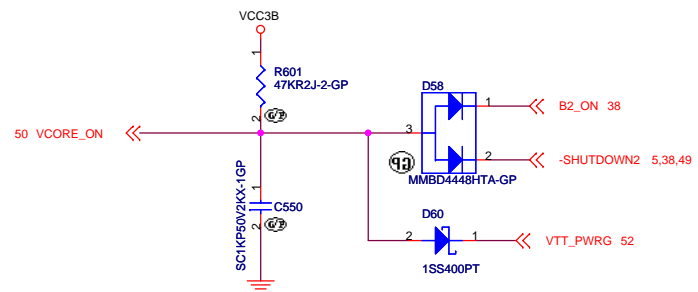 VCC3B
1
R601
47KR2J-2-GP
2
G/P
D58
1
B2_ON 38
50 VCORE_ON
3
2
-SHUTDOWN2 5,38,49
GP
MMBD4448HTA-GP
SC1KP50V2KX-1GP
1
C550
2
G/P
D60
2
1
VTT_PWRG 52
1SS400PT